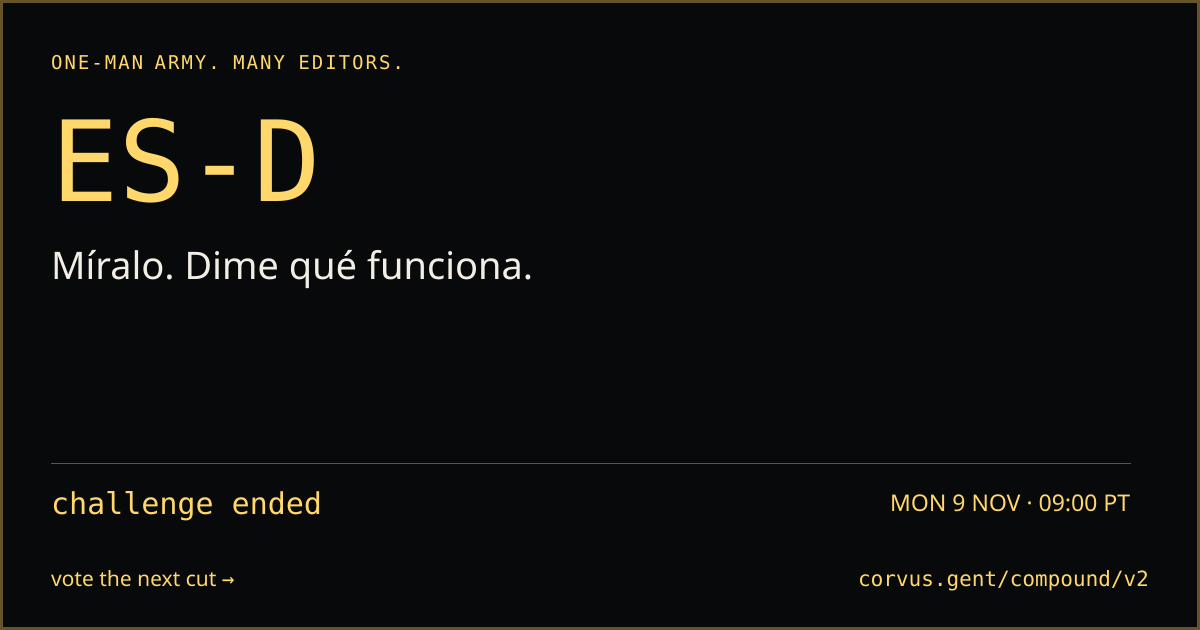 ONE-MAN ARMY. MANY EDITORS.
ES-D
Míralo. Dime qué funciona.
challenge ended
MON 9 NOV · 09:00 PT
vote the next cut →
corvus.gent/compound/v2